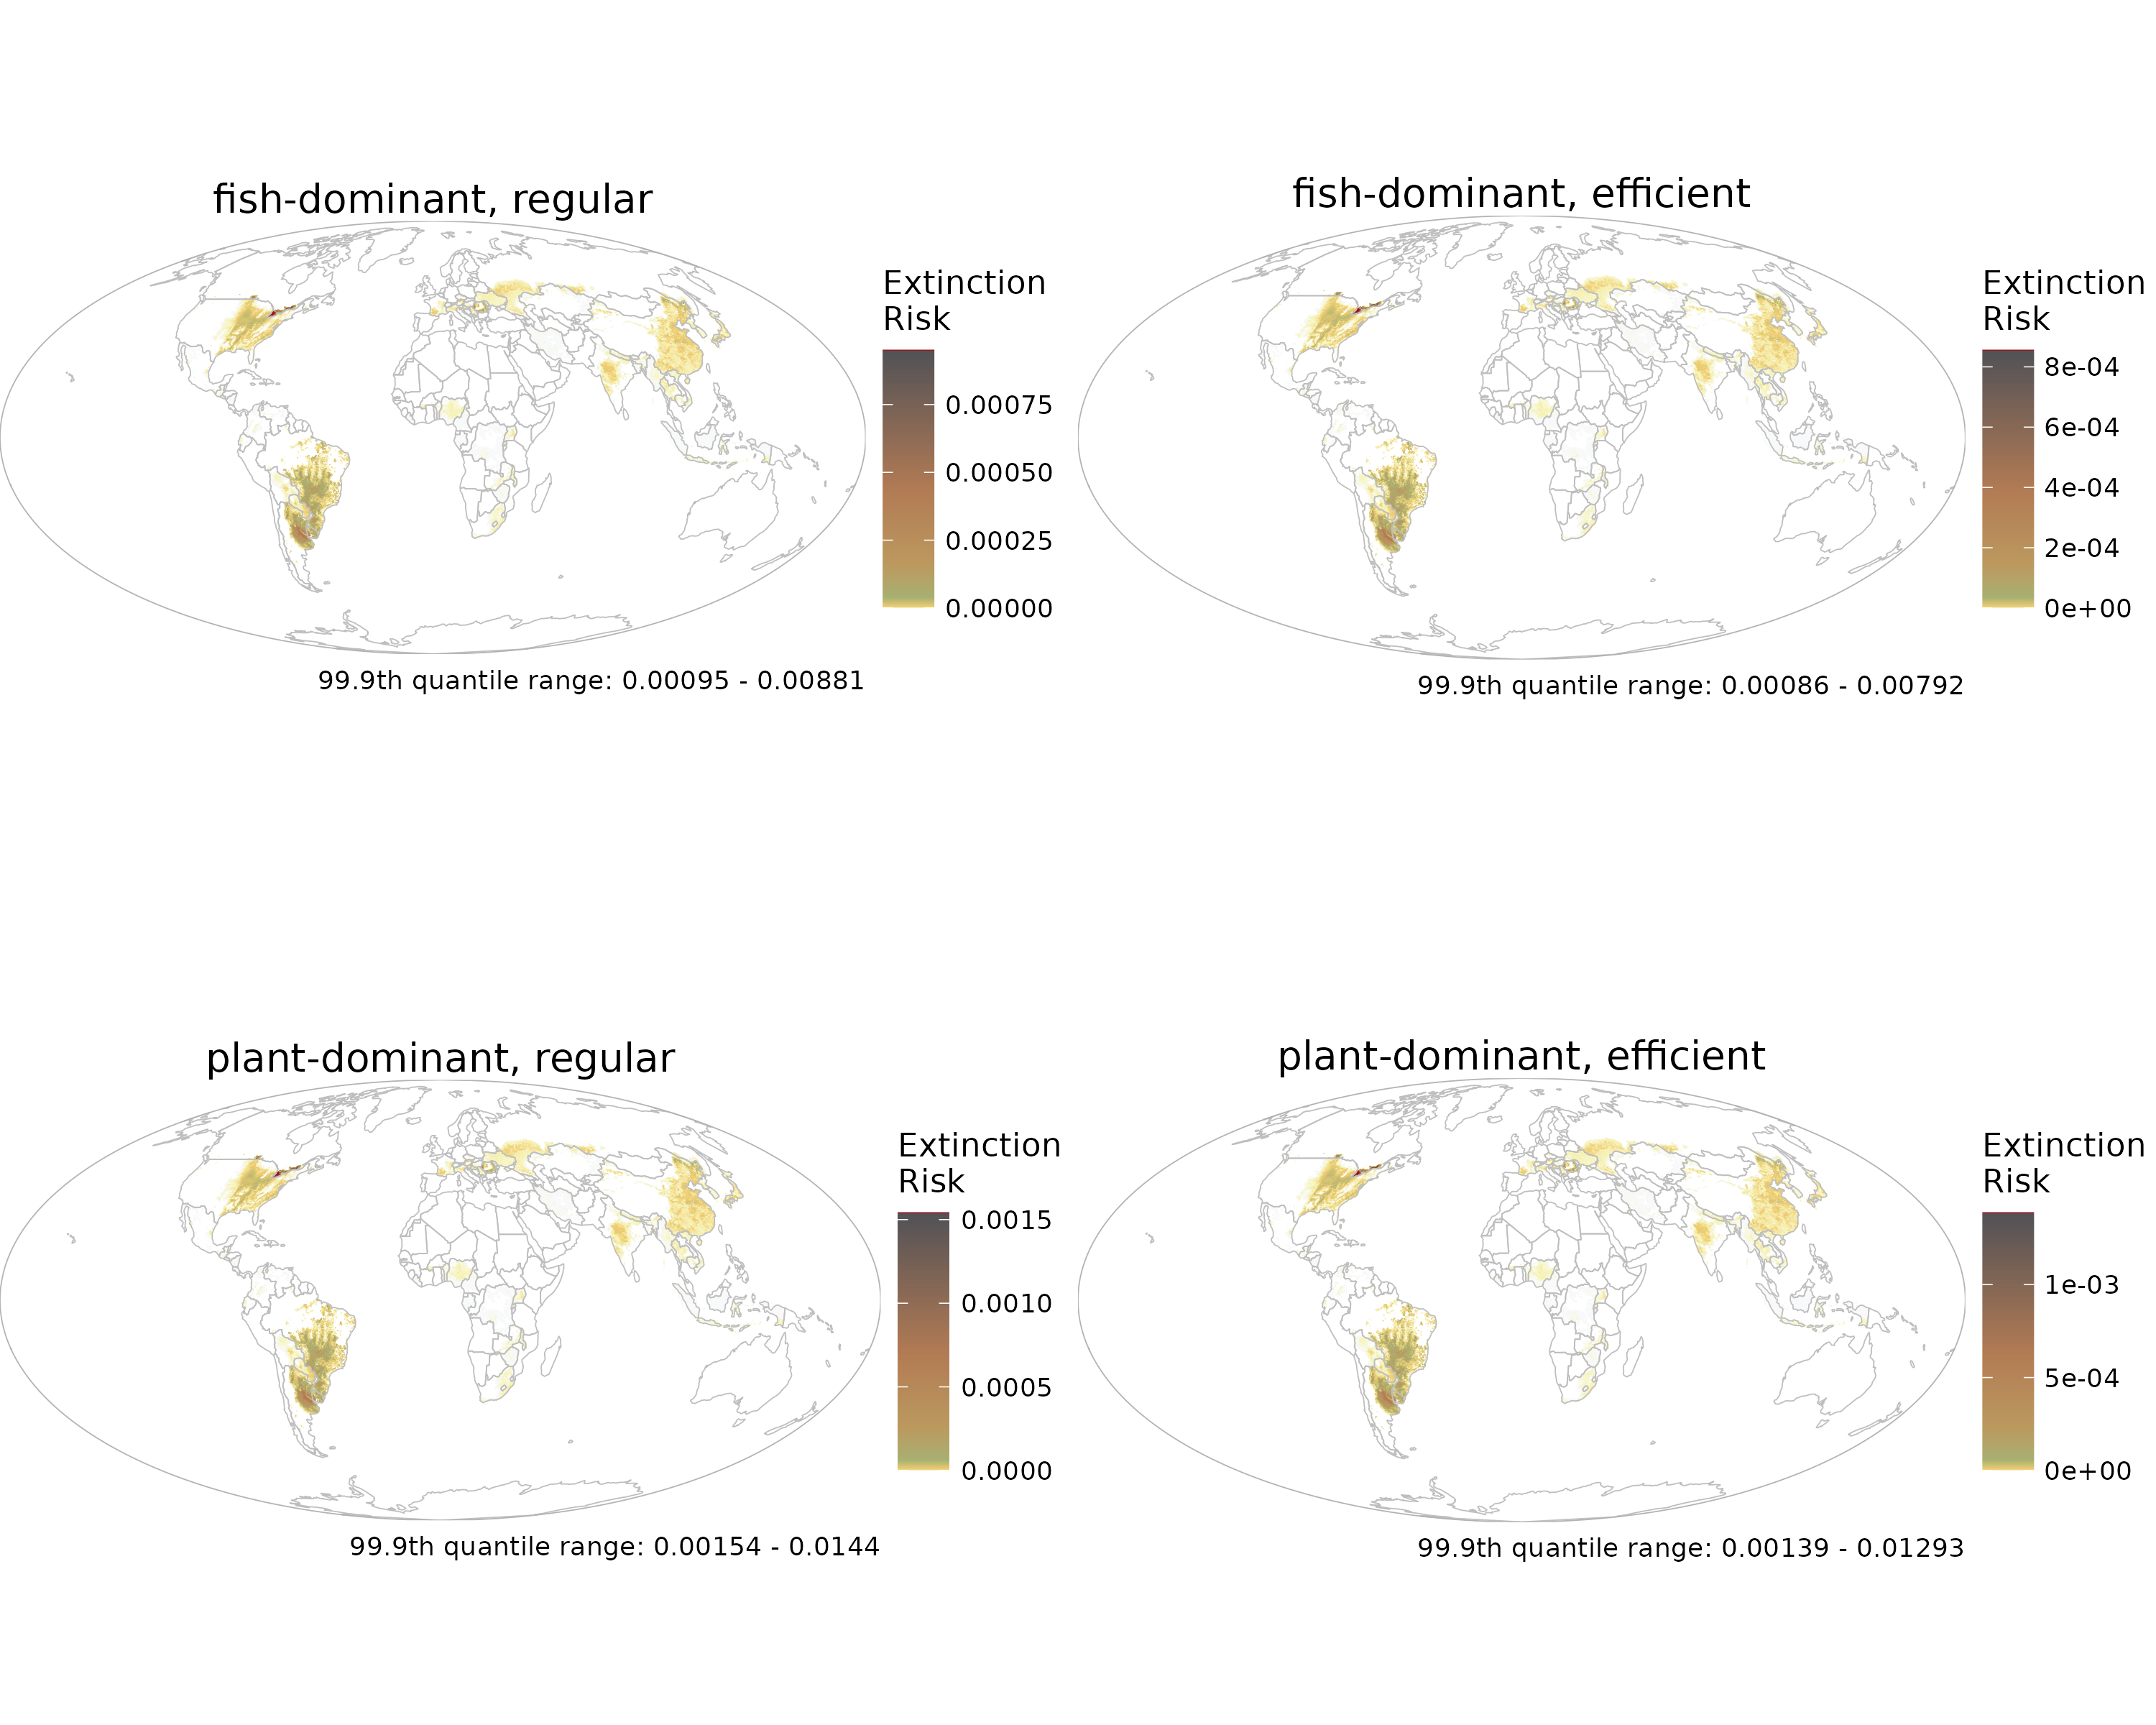 fish-dominant, regular
Extinction
Risk
0.00075
0.00050
0.00025
0.00000
99.9th quantile range: 0.00095 - 0.00881
fish-dominant, efficient
Extinction
Risk
8e-04
6e-04
4e-04
2e-04
0e+00
99.9th quantile range: 0.00086 - 0.00792
plant-dominant, regular
Extinction
Risk
0.0015
0.0010
0.0005
0.0000
99.9th quantile range: 0.00154 - 0.0144
plant-dominant, efficient
Extinction
Risk
1e-03
5e-04
0e+00
99.9th quantile range: 0.00139 - 0.01293